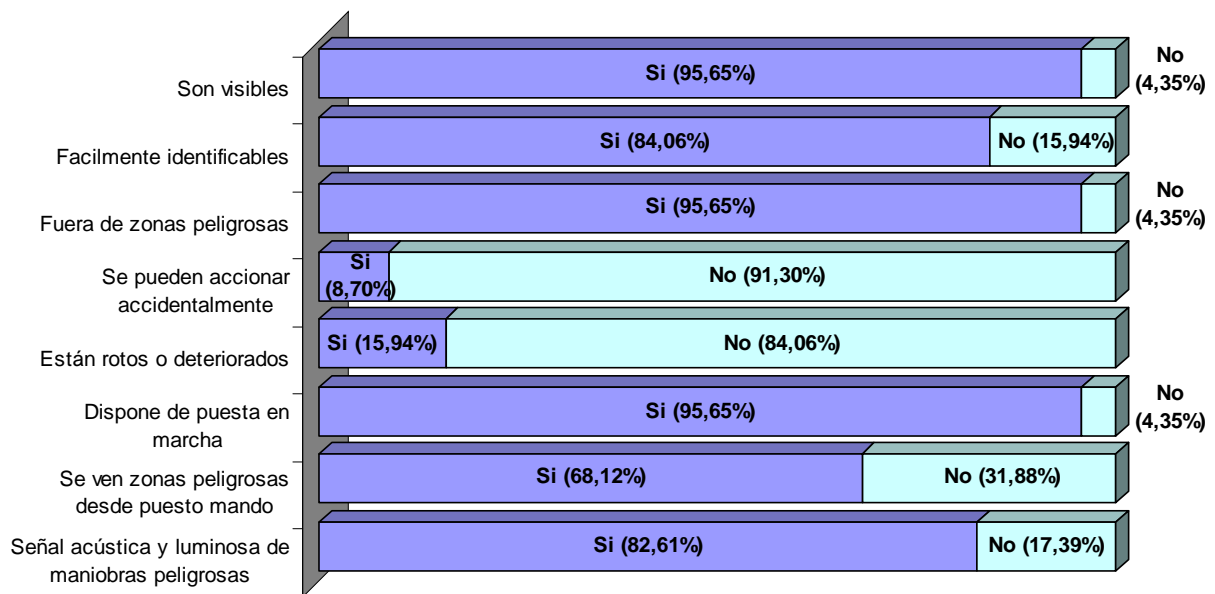 Son visibles
Si (95,65%)
No
(4,35%)
Facilmente identificables
Si (84,06%)
No (15,94%)
Fuera de zonas peligrosas
Si (95,65%)
No
(4,35%)
Se pueden accionar
accidentalmente
Si
(8,70%)
No (91,30%)
Están rotos o deteriorados
Si (15,94%)
No (84,06%)
Dispone de puesta en
marcha
Si (95,65%)
No
(4,35%)
Se ven zonas peligrosas
desde puesto mando
Si (68,12%)
No (31,88%)
Señal acústica y luminosa de
maniobras peligrosas
Si (82,61%)
No (17,39%)